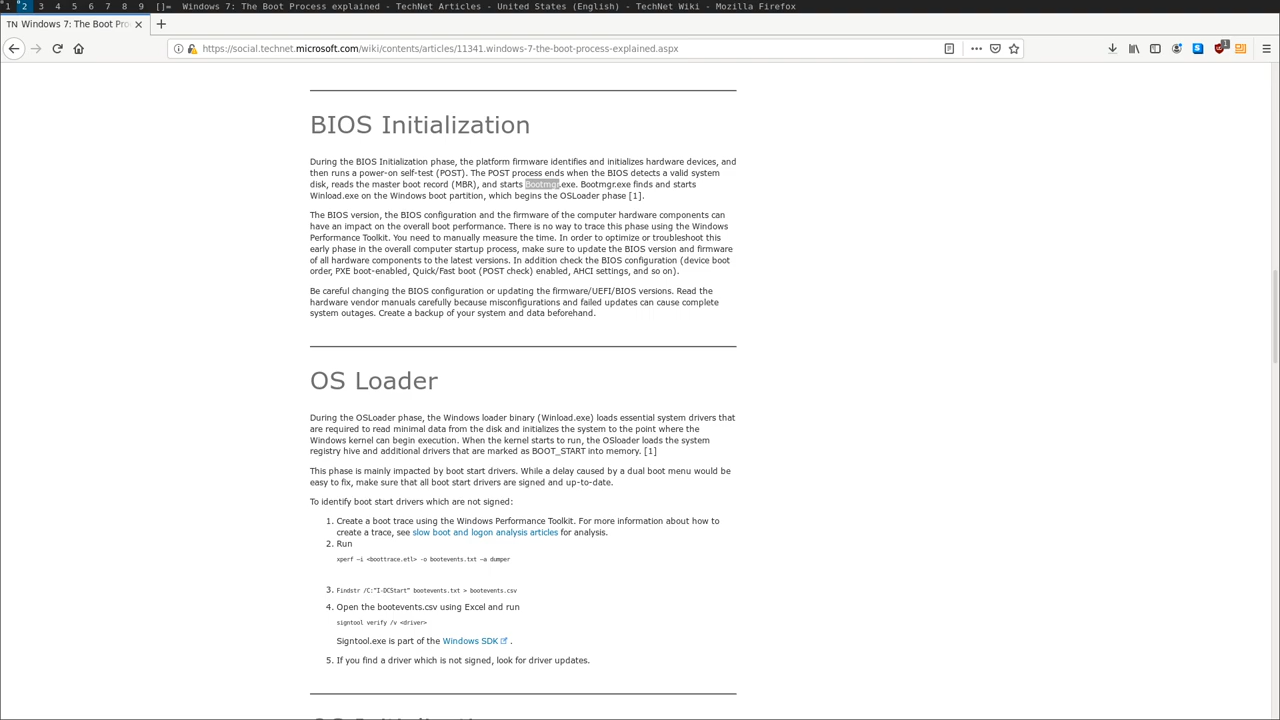 1 2 3 4 5 6 7 8 9 []= Windows 7: The Boot Process explained - TechNet Articles - United States (English) - TechNet Wiki - Mozilla Firefox
TN Windows 7: The Boot Pro
https://social.technet.microsoft.com/wiki/contents/articles/11341.windows-7-the-boot-process-explained.aspx
1
BIOS Initialization
During the BIOS Initialization phase, the platform firmware identifies and initializes hardware devices, and
then runs a power-on self-test (POST). The POST process ends when the BIOS detects a valid system
disk, reads the master boot record (MBR), and starts Bootmgr.exe. Bootmgr.exe finds and starts
Winload.exe on the Windows boot partition, which begins the OSLoader phase [1].
The BIOS version, the BIOS configuration and the firmware of the computer hardware components can
have an impact on the overall boot performance. There is no way to trace this phase using the Windows
Performance Toolkit. You need to manually measure the time. In order to optimize or troubleshoot this
early phase in the overall computer startup process, make sure to update the BIOS version and firmware
of all hardware components to the latest versions. In addition check the BIOS configuration (device boot
order, PXE boot-enabled, Quick/Fast boot (POST check) enabled, AHCI settings, and so on).
Be careful changing the BIOS configuration or updating the firmware/UEFI/BIOS versions. Read the
hardware vendor manuals carefully because misconfigurations and failed updates can cause complete
system outages. Create a backup of your system and data beforehand.
OS Loader
During the OSLoader phase, the Windows loader binary (Winload.exe) loads essential system drivers that
are required to read minimal data from the disk and initializes the system to the point where the
Windows kernel can begin execution. When the kernel starts to run, the OSloader loads the system
registry hive and additional drivers that are marked as BOOT_START into memory. [1]
This phase is mainly impacted by boot start drivers. While a delay caused by a dual boot menu would be
easy to fix, make sure that all boot start drivers are signed and up-to-date.
To identify boot start drivers which are not signed:
1. Create a boot trace using the Windows Performance Toolkit. For more information about how to
create a trace, see slow boot and logon analysis articles for analysis.
2. Run
xperf –i <boottrace.etl> -o bootevents.txt –a dumper
3. Findstr /C:"I-DCStart" bootevents.txt > bootevents.csv
4. Open the bootevents.csv using Excel and run
signtool verify /v <driver>
Signtool.exe is part of the Windows SDK .
5. If you find a driver which is not signed, look for driver updates.